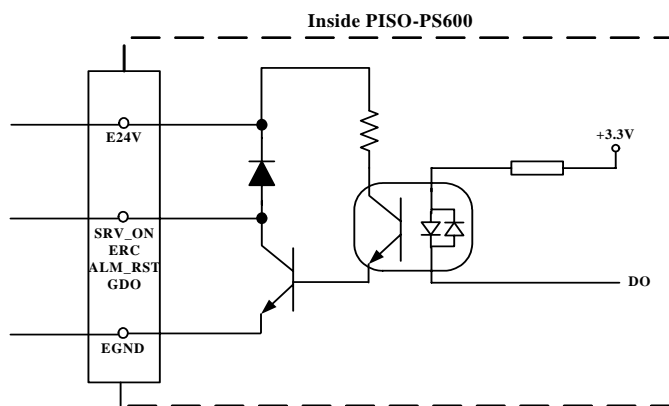 Inside PISO-PS600
E24V
+3.3V
SRV_ON
ERC
ALM_RST
GDO
DO
EGND